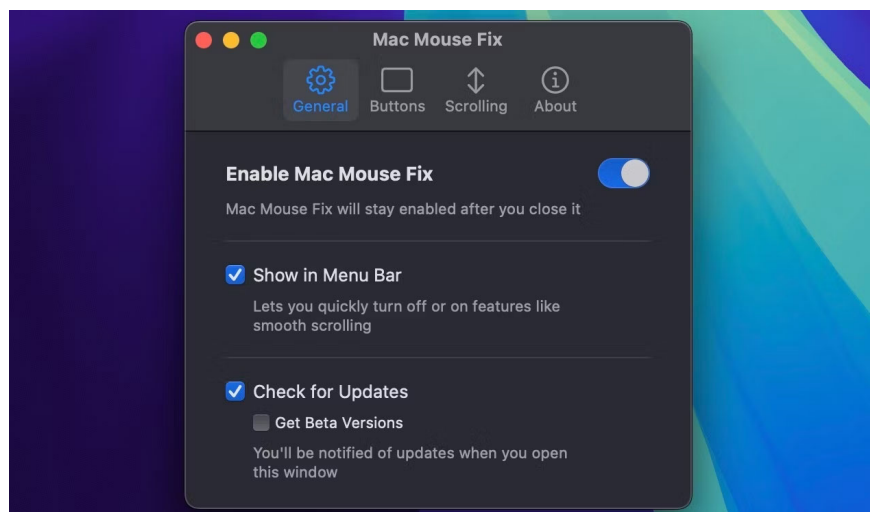 Mac Mouse Fix
General Buttons Scrolling About
Enable Mac Mouse Fix
Mac Mouse Fix will stay enabled after you close it
Show in Menu Bar
Lets you quickly turn off or on features like
smooth scrolling
Check for Updates
Get Beta Versions
You'll be notified of updates when you open
this window